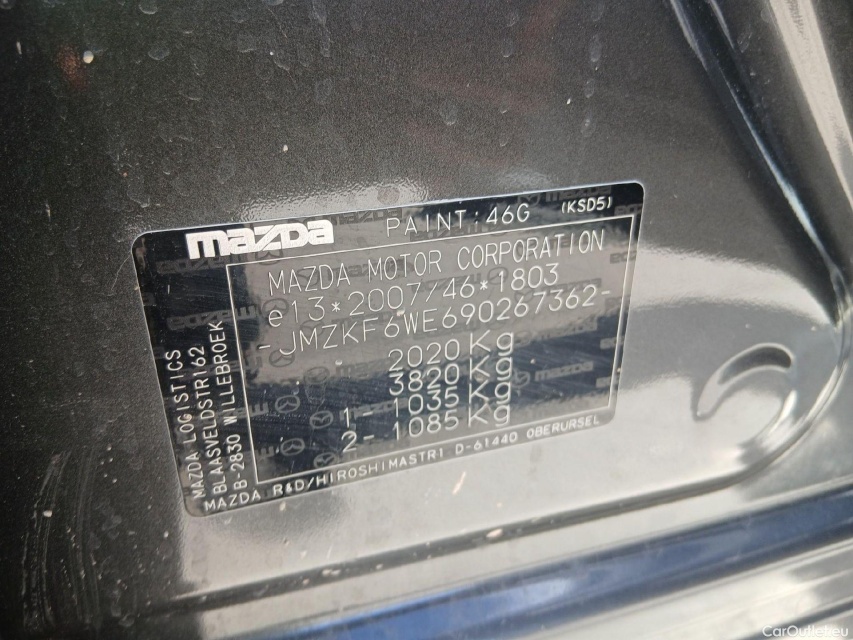 mazda PAINT:46G (KSD5)
MAZDA MOTOR CORPORATION
e13*2007/46*1803
-JMZKF6WE690267362-
2020 Kg
3820 Kg
1- 1035 Kg
2- 1085 Kg
MAZDA LOGISTICS
BLAASVELDSTR162
B-2830 WILLEBROEK
MAZDA R&D/HIROSHIMASTR1 D-61440 OBERURSEL
CarOutlet.eu